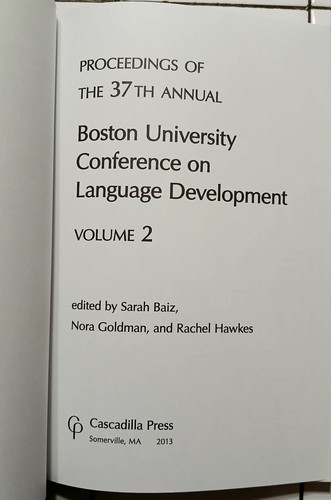 PROCEEDINGS OF
THE 37TH ANNUAL
Boston University
Conference on
Language Development
VOLUME 2
edited by Sarah Baiz,
Nora Goldman, and Rachel Hawkes
Cascadilla Press
Somerville, MA 2013